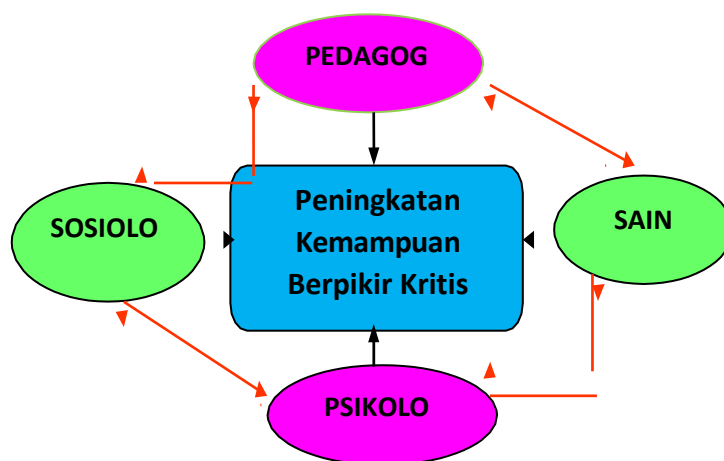 PEDAGOG
SOSIOLO
Peningkatan
Kemampuan
Berpikir Kritis
SAIN
PSIKOLO